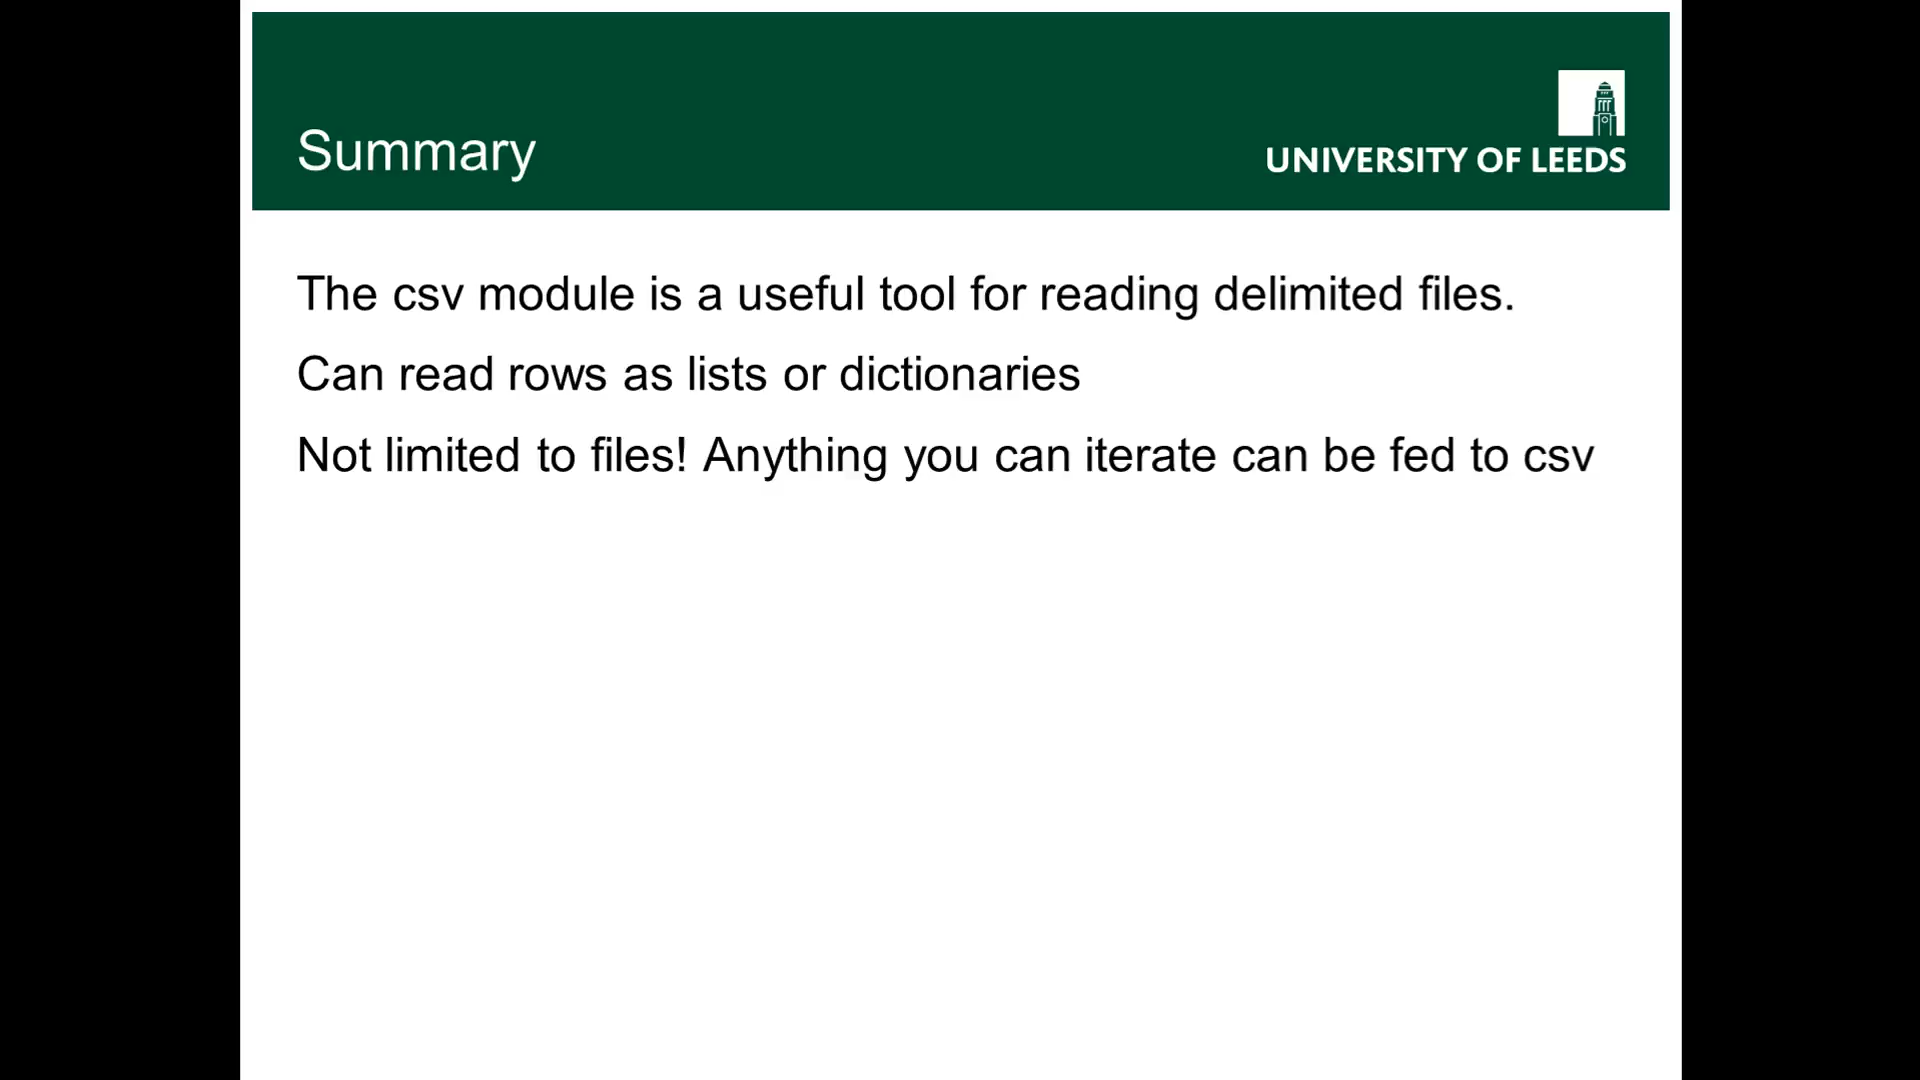 Summary
UNIVERSITY OF LEEDS
The csv module is a useful tool for reading delimited files.
Can read rows as lists or dictionaries
Not limited to files! Anything you can iterate can be fed to csv